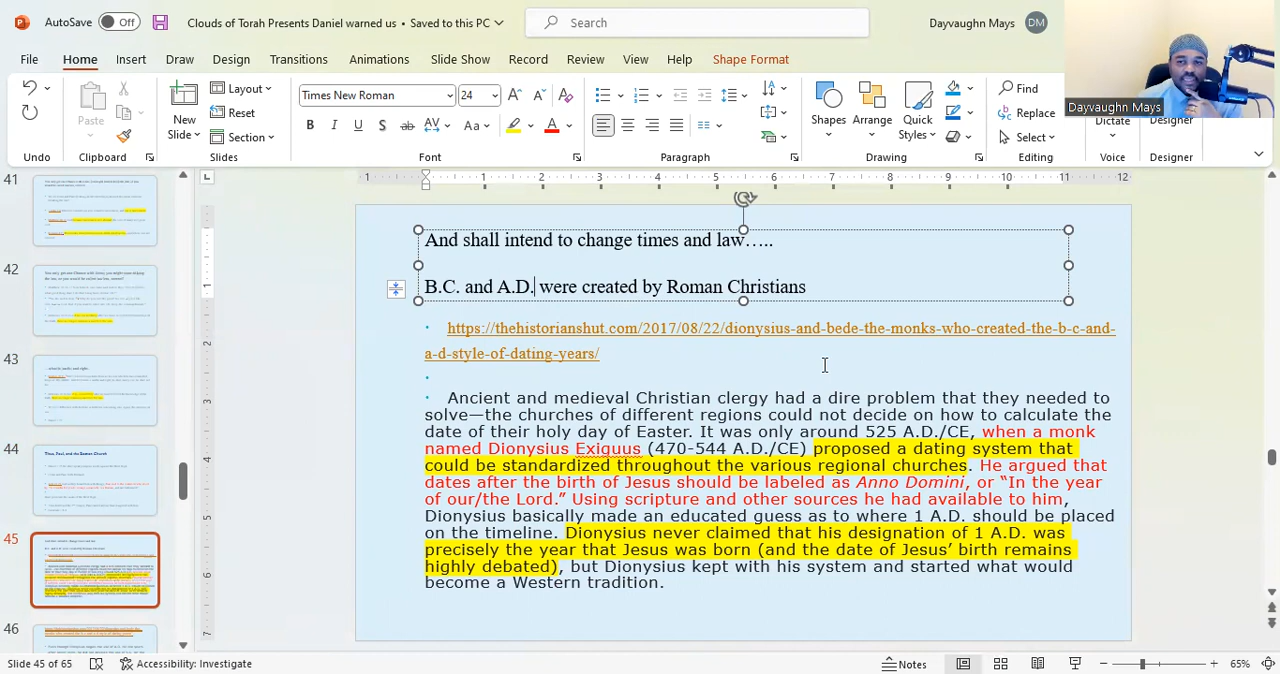 AutoSave Off Clouds of Torah Presents Daniel warned us • Saved to this PC Search Dayvaughn Mays DM
File Home Insert Draw Design Transitions Animations Slide Show Record Review View Help Shape Format
Dayvaughn Mays
Paste New Slide Layout Reset Section Times New Roman 24 Shapes Arrange Quick Styles Find Replace Select Dictate Designer
Undo Clipboard Slides Font Paragraph Drawing Editing Voice Designer
1 1 2 3 4 5 6 7 8 9 10 11 12
41
42
43
44
45
46
And shall intend to change times and law…..
B.C. and A.D. were created by Roman Christians
https://thehistorianshut.com/2017/08/22/dionysius-and-bede-the-monks-who-created-the-b-c-and-
a-d-style-of-dating-years/
Ancient and medieval Christian clergy had a dire problem that they needed to
solve—the churches of different regions could not decide on how to calculate the
date of their holy day of Easter. It was only around 525 A.D./CE, when a monk
named Dionysius Exiguus (470-544 A.D./CE) proposed a dating system that
could be standardized throughout the various regional churches. He argued that
dates after the birth of Jesus should be labeled as Anno Domini, or “In the year
of our/the Lord.” Using scripture and other sources he had available to him,
Dionysius basically made an educated guess as to where 1 A.D. should be placed
on the timeline. Dionysius never claimed that his designation of 1 A.D. was
precisely the year that Jesus was born (and the date of Jesus’ birth remains
highly debated), but Dionysius kept with his system and started what would
become a Western tradition.
Slide 45 of 65 Accessibility: Investigate Notes 65%